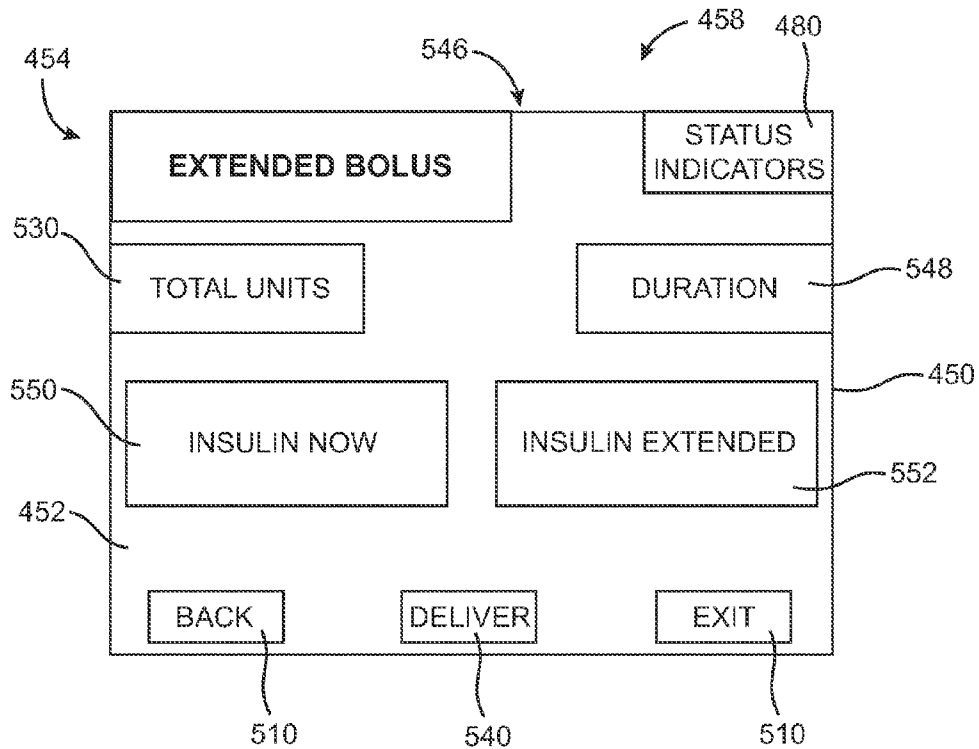 458
480
546
454
EXTENDED BOLUS
STATUS
INDICATORS
530
TOTAL UNITS
DURATION
548
450
550
INSULIN NOW
INSULIN EXTENDED
552
452
BACK
DELIVER
EXIT
510
540
510